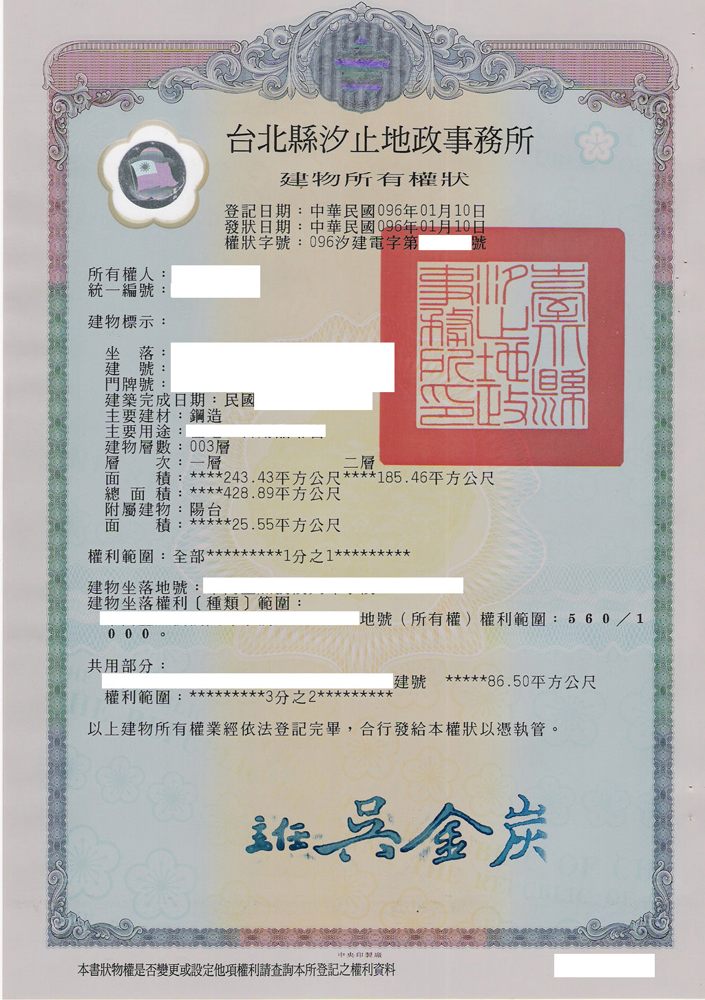 台北縣汐止地政事務所
建物所有權狀
登記日期：中華民國096年01月10日
發狀日期：中華民國096年01月10日
權狀字號：096汐建電字第 號
所有權人：
統一編號：
建物標示：
坐 落：
建 號：
門牌號：
建築完成日期：民國
主要建材：鋼造
主要用途：
建物層數：003層
層 次：一層 二層
面 積：****243.43平方公尺****185.46平方公尺
總 面 積：****428.89平方公尺
附屬建物：陽台
面 積：*****25.55平方公尺
權利範圍：全部*********1分之1*********
建物坐落地號：
建物坐落權利〔種類〕範圍：
地號（所有權）權利範圍：５６０／１
０００。
共用部分：
建號 *****86.50平方公尺
權利範圍：*********3分之2*********
以上建物所有權業經依法登記完畢，合行發給本權狀以憑執管。
臺北縣汐止地政事務所印
主任 吳金炭
中央印製廠
本書狀物權是否變更或設定他項權利請查詢本所登記之權利資料